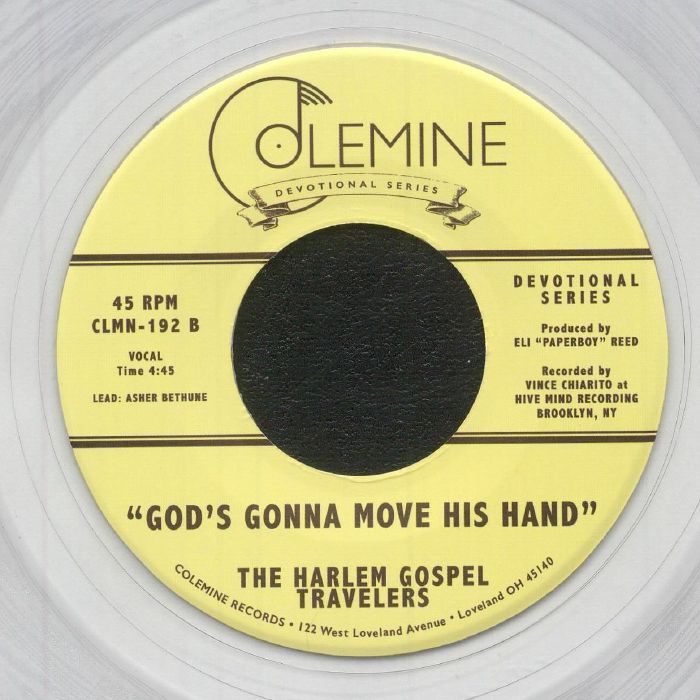 COLEMINE
DEVOTIONAL SERIES
45 RPM
CLMN-192 B
VOCAL
Time 4:45
LEAD: ASHER BETHUNE
DEVOTIONAL
SERIES
Produced by
ELI "PAPERBOY" REED
Recorded by
VINCE CHIARITO at
HIVE MIND RECORDING
BROOKLYN, NY
"GOD'S GONNA MOVE HIS HAND"
THE HARLEM GOSPEL
TRAVELERS
COLEMINE RECORDS • 122 West Loveland Avenue • Loveland OH 45140